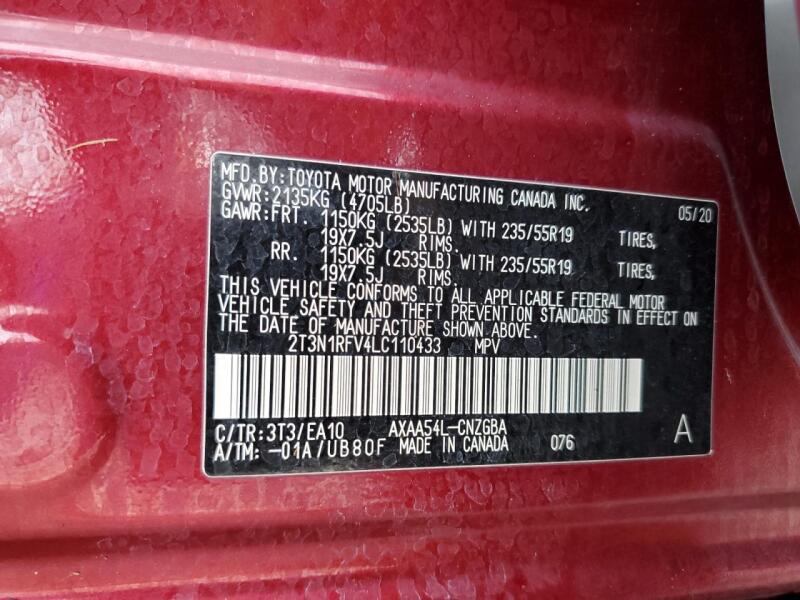 MFD.BY:TOYOTA MOTOR MANUFACTURING CANADA INC.
GVWR:2135KG (4705LB) 05/20
GAWR:FRT. 1150KG (2535LB) WITH 235/55R19 TIRES,
19X7.5J RIMS.
RR. 1150KG (2535LB) WITH 235/55R19 TIRES,
19X7.5J RIMS.
THIS VEHICLE CONFORMS TO ALL APPLICABLE FEDERAL MOTOR
VEHICLE SAFETY AND THEFT PREVENTION STANDARDS IN EFFECT ON
THE DATE OF MANUFACTURE SHOWN ABOVE.
2T3N1RFV4LC110433 MPV
C/TR:3T3/EA10 AXAA54L-CNZGBA A
A/TM:-01A/UB80F MADE IN CANADA 076